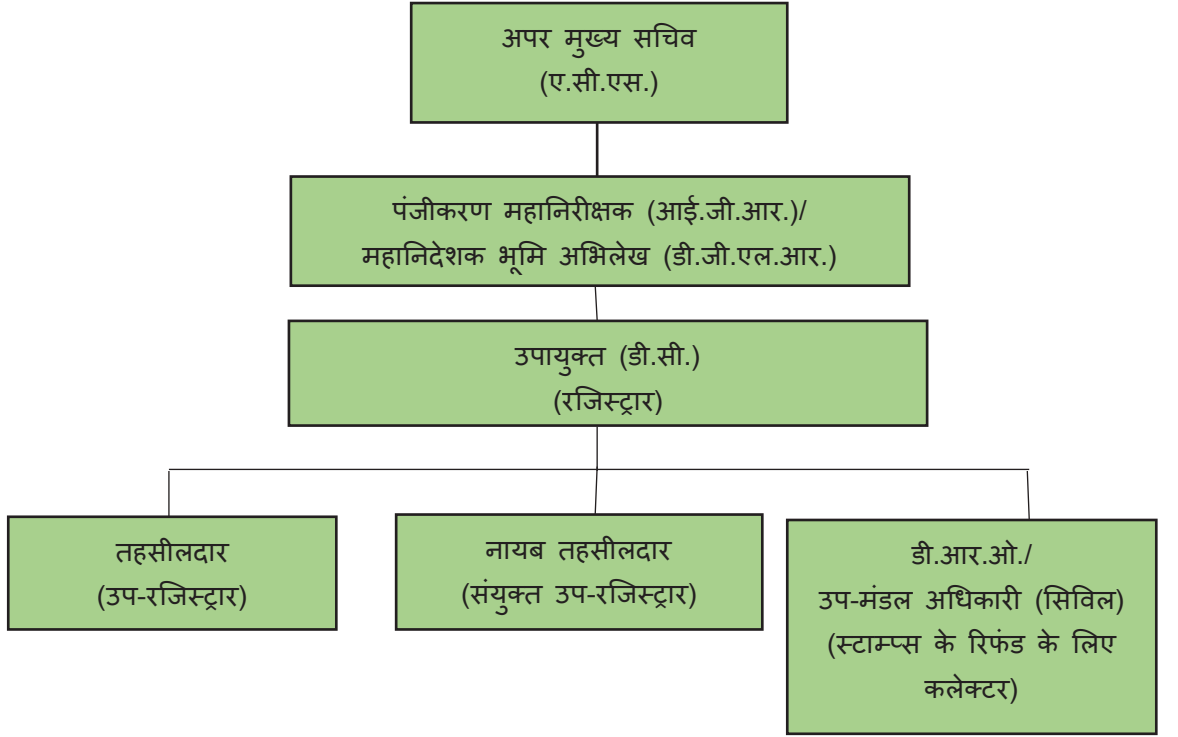 अपर मुख्य सचिव
(ए.सी.एस.)
पंजीकरण महानिरीक्षक (आई.जी.आर.)/
महानिदेशक भूमि अभिलेख (डी.जी.एल.आर.)
उपायुक्त (डी.सी.)
(रजिस्ट्रार)
तहसीलदार
(उप-रजिस्ट्रार)
नायब तहसीलदार
(संयुक्त उप-रजिस्ट्रार)
डी.आर.ओ./
उप-मंडल अधिकारी (सिविल)
(स्टाम्प्स के रिफंड के लिए
कलेक्टर)